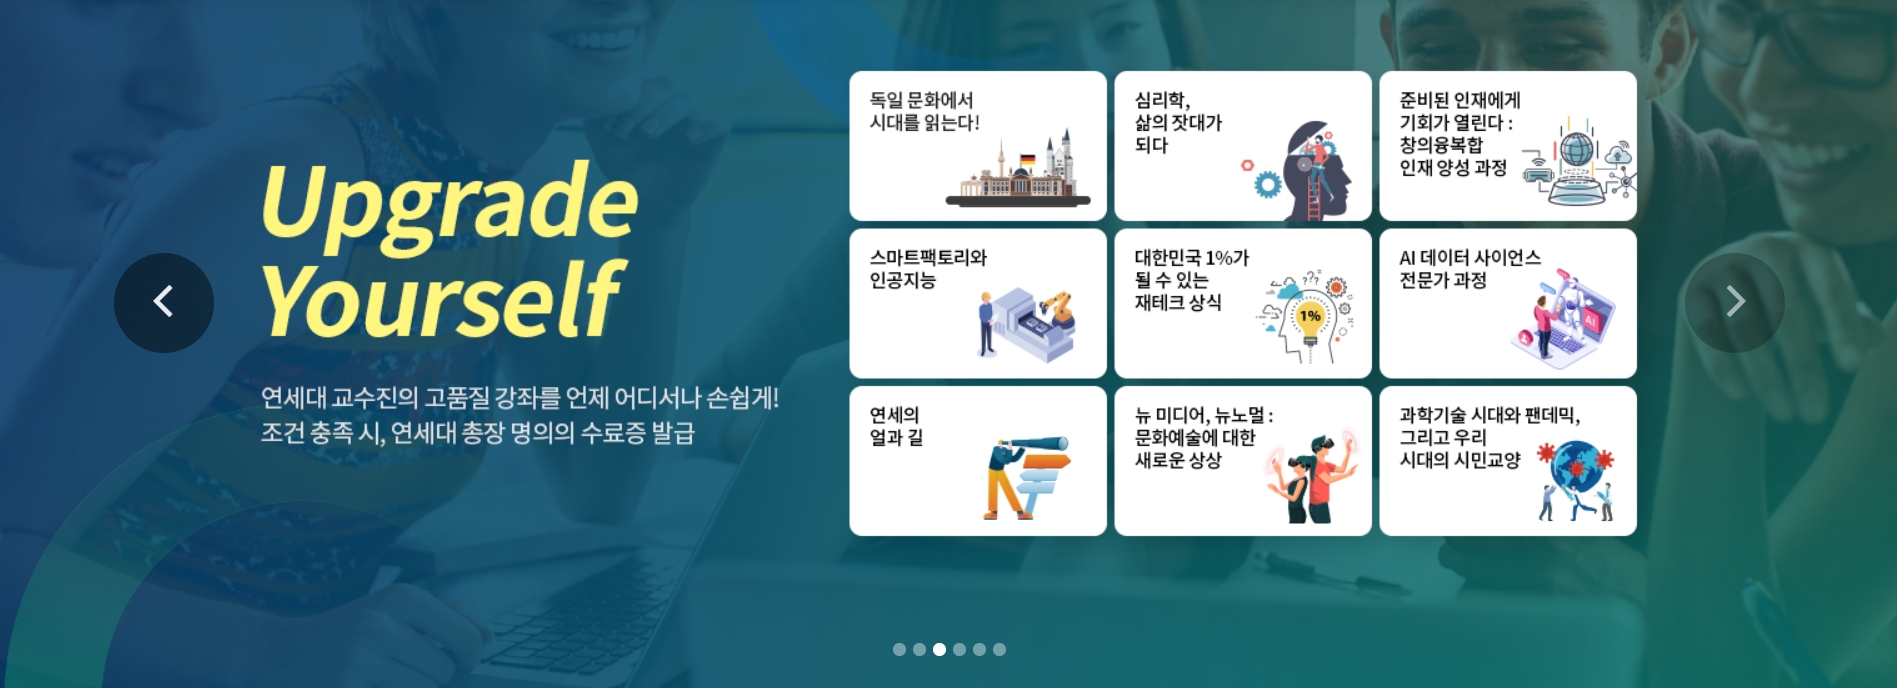 Upgrade
Yourself
연세대 교수진의 고품질 강좌를 언제 어디서나 손쉽게!
조건 충족 시, 연세대 총장 명의의 수료증 발급
독일 문화에서
시대를 읽는다!
심리학,
삶의 잣대가
되다
준비된 인재에게
기회가 열린다 :
창의융복합
인재 양성 과정
스마트팩토리와
인공지능
대한민국 1%가
될 수 있는
재테크 상식
???
1%
AI 데이터 사이언스
전문가 과정
AI
연세의
얼과 길
뉴 미디어, 뉴노멀 :
문화예술에 대한
새로운 상상
과학기술 시대와 팬데믹,
그리고 우리
시대의 시민교양